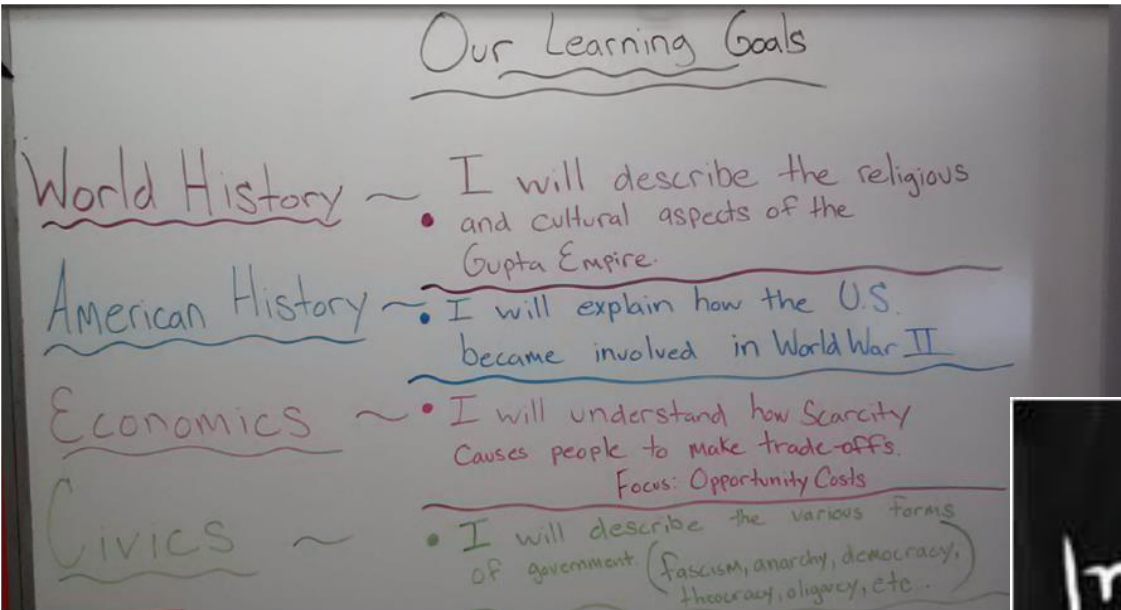 Our Learning Goals
World History ~ I will describe the religious
• and cultural aspects of the
Gupta Empire.
American History ~ • I will explain how the U.S.
became involved in World War II
Economics ~ • I will understand how Scarcity
Causes people to make trade-offs.
Focus: Opportunity Costs
Civics ~ • I will describe the various forms
of government. (fascism, anarchy, democracy,
theocracy, oligarcy, etc...)